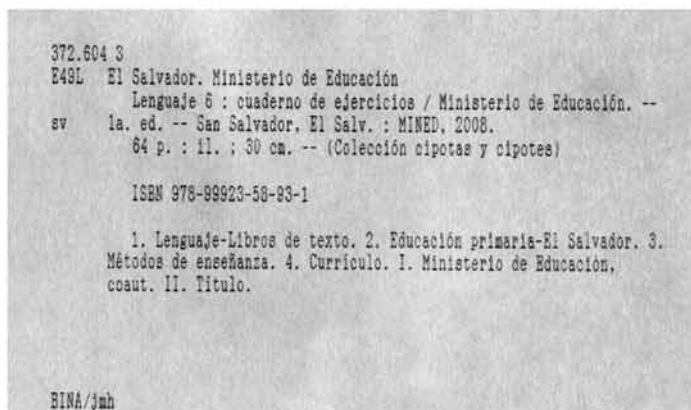 372.604 3
E49L El Salvador. Ministerio de Educación
Lenguaje 6 : cuaderno de ejercicios / Ministerio de Educación. --
sv 1a. ed. -- San Salvador, El Salv. : MINED, 2008.
64 p. : il. ; 30 cm. -- (Colección cipotas y cipotes)
ISBN 978-99923-58-93-1
1. Lenguaje-Libros de texto. 2. Educación primaria-El Salvador. 3.
Métodos de enseñanza. 4. Currículo. I. Ministerio de Educación,
coaut. II. Título.
BINA/jmh